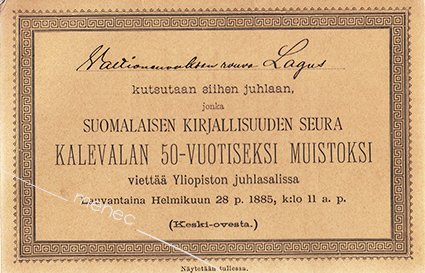 rouva Lagus
kutsutaan siihen juhlaan,
jonka
SUOMALAISEN KIRJALLISUUDEN SEURA
KALEVALAN 50-VUOTISEKSI MUISTOKSI
viettää Yliopiston juhlasalissa
Lauvantaina Helmikuun 28 p. 1885, k:lo 11 a. p.
(Keski-ovesta.)
Näytetään tullessa.
menec